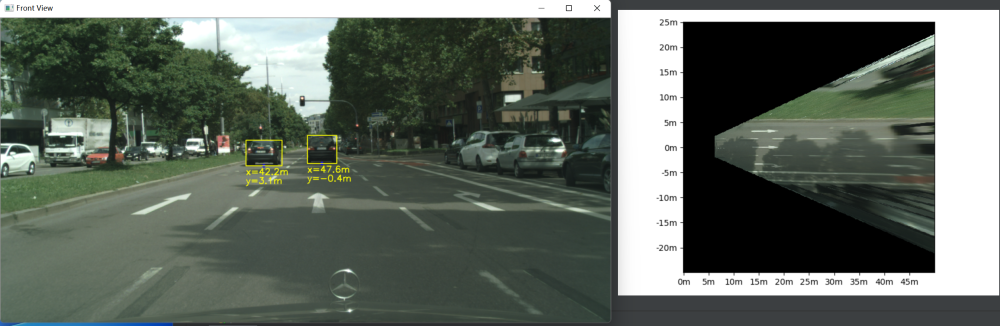 Front View
x=42.2m
y=3.1m
x=47.6m
y=-0.4m
25m
20m
15m
10m
5m
0m
-5m
-10m
-15m
-20m
0m 5m 10m 15m 20m 25m 30m 35m 40m 45m